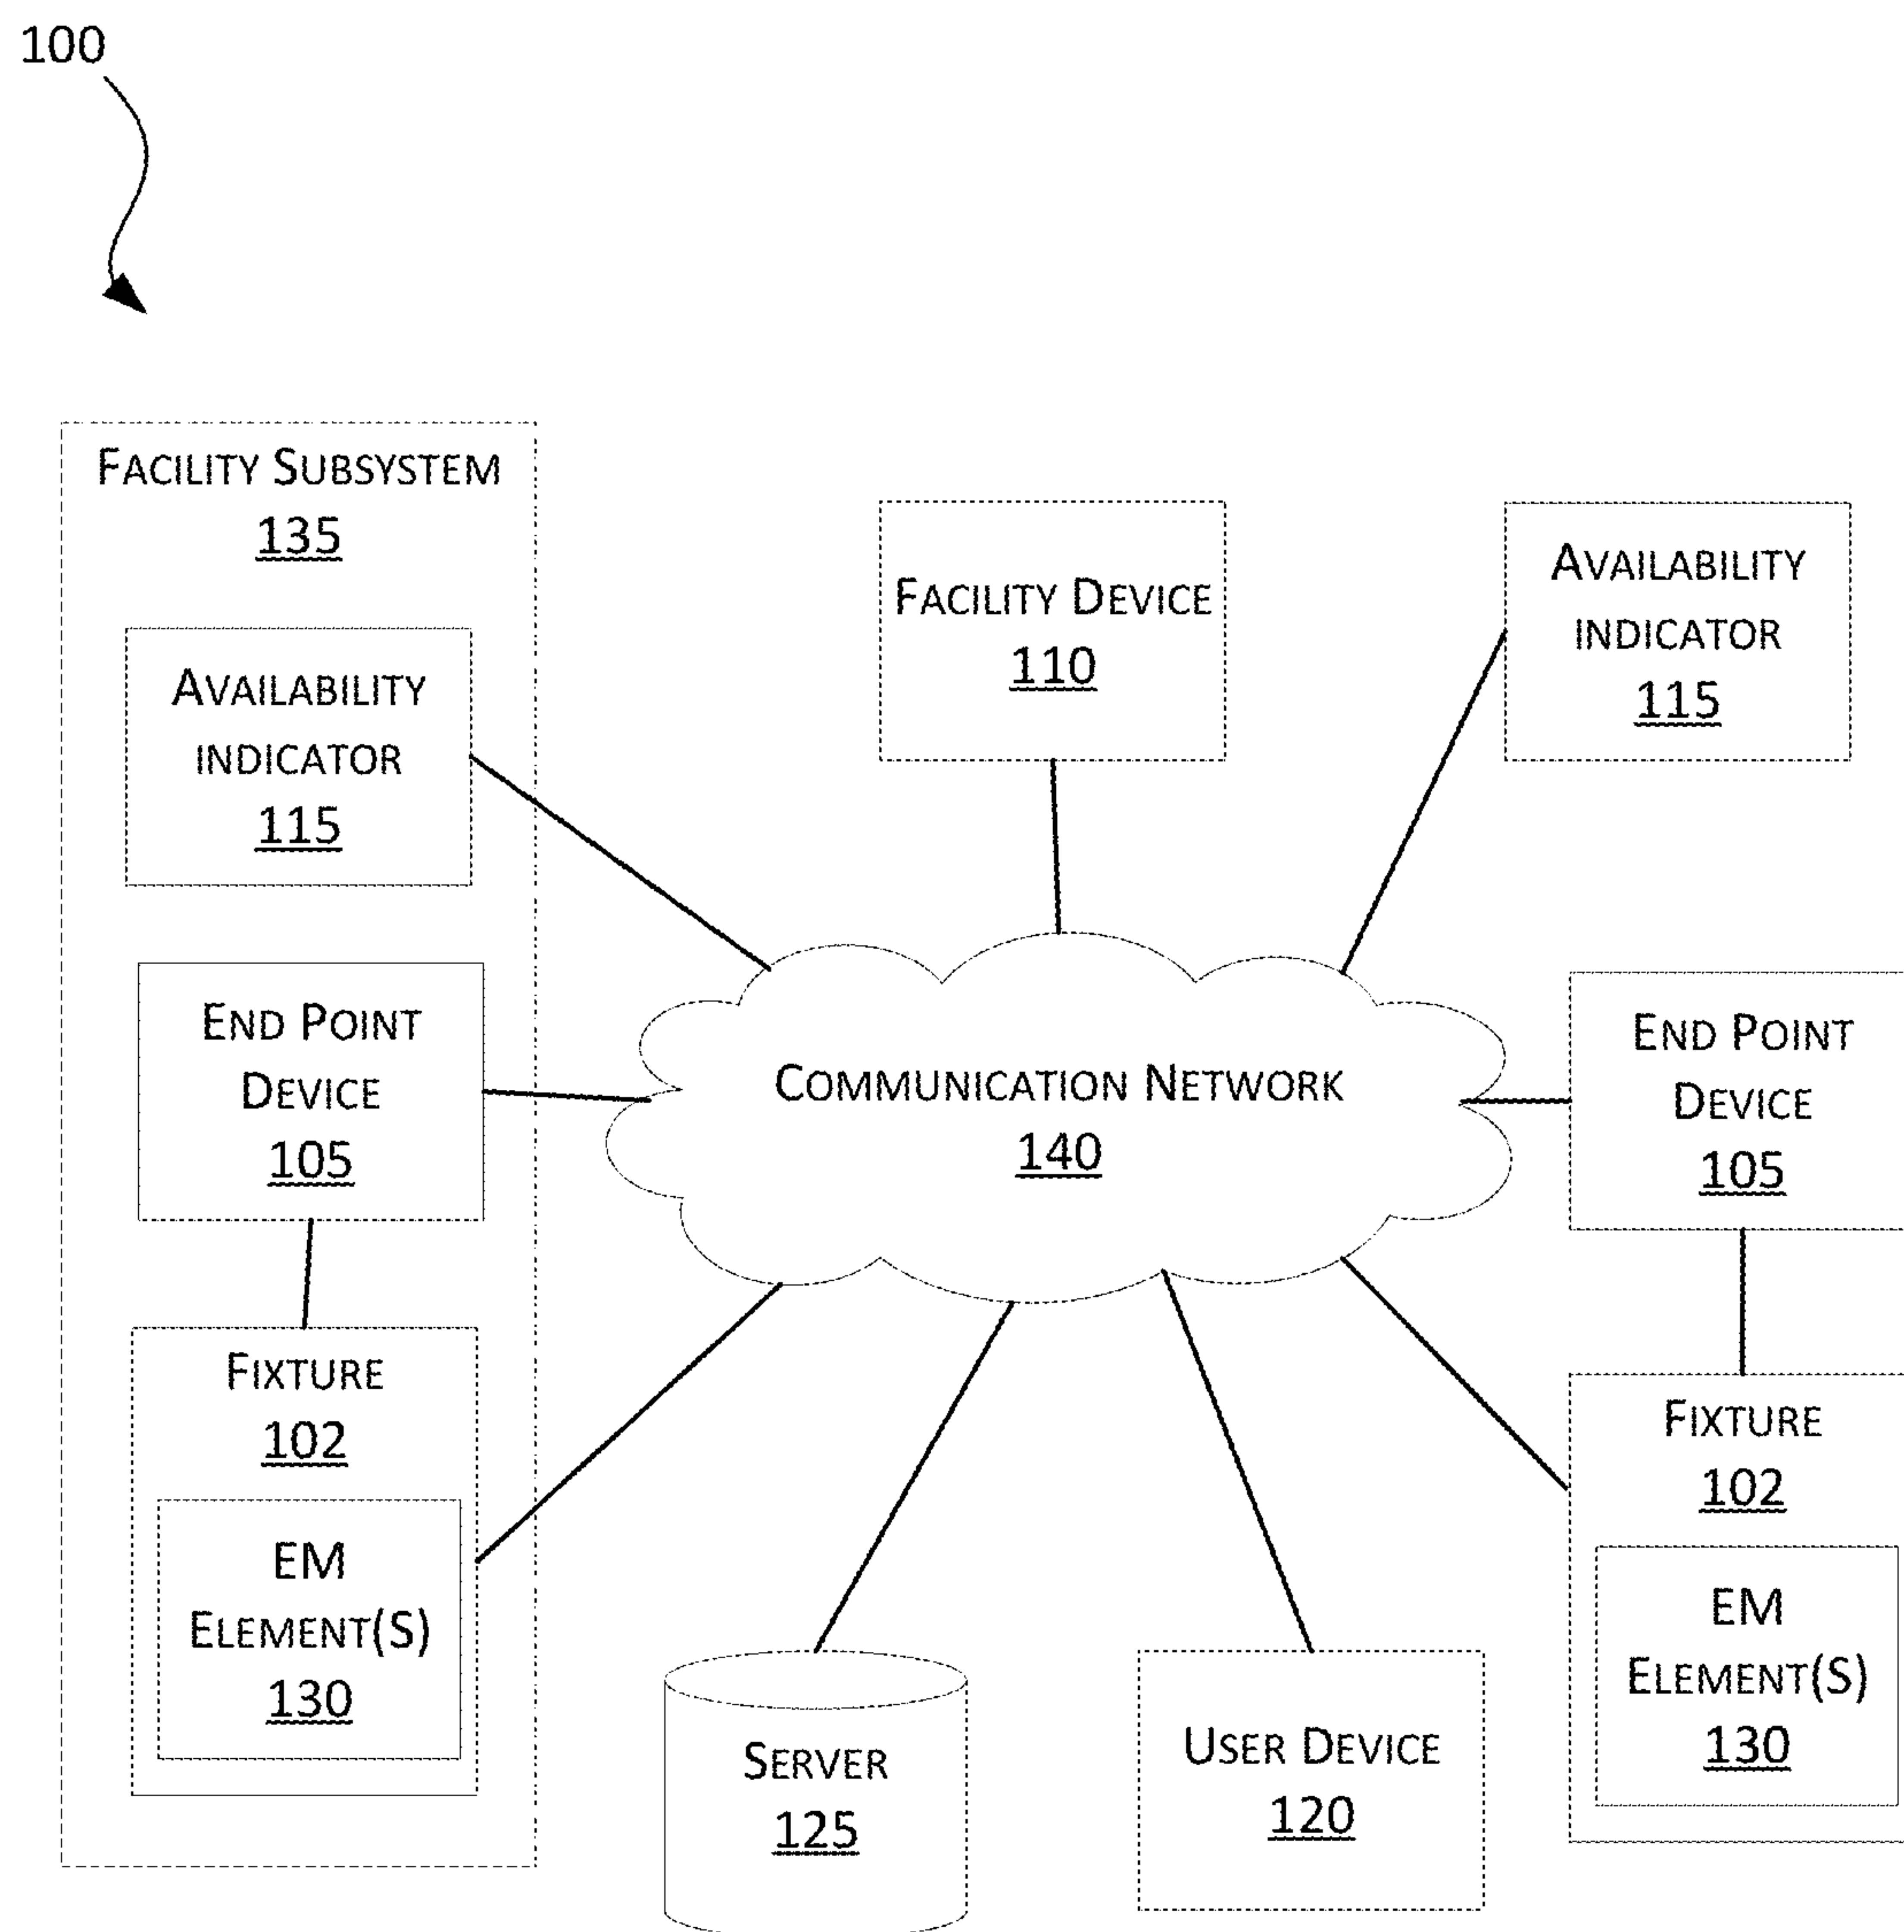 100
FACILITY SUBSYSTEM
135
AVAILABILITY
INDICATOR
115
END POINT
DEVICE
105
FIXTURE
102
EM
ELEMENT(S)
130
FACILITY DEVICE
110
AVAILABILITY
INDICATOR
115
COMMUNICATION NETWORK
140
END POINT
DEVICE
105
FIXTURE
102
EM
ELEMENT(S)
130
SERVER
125
USER DEVICE
120